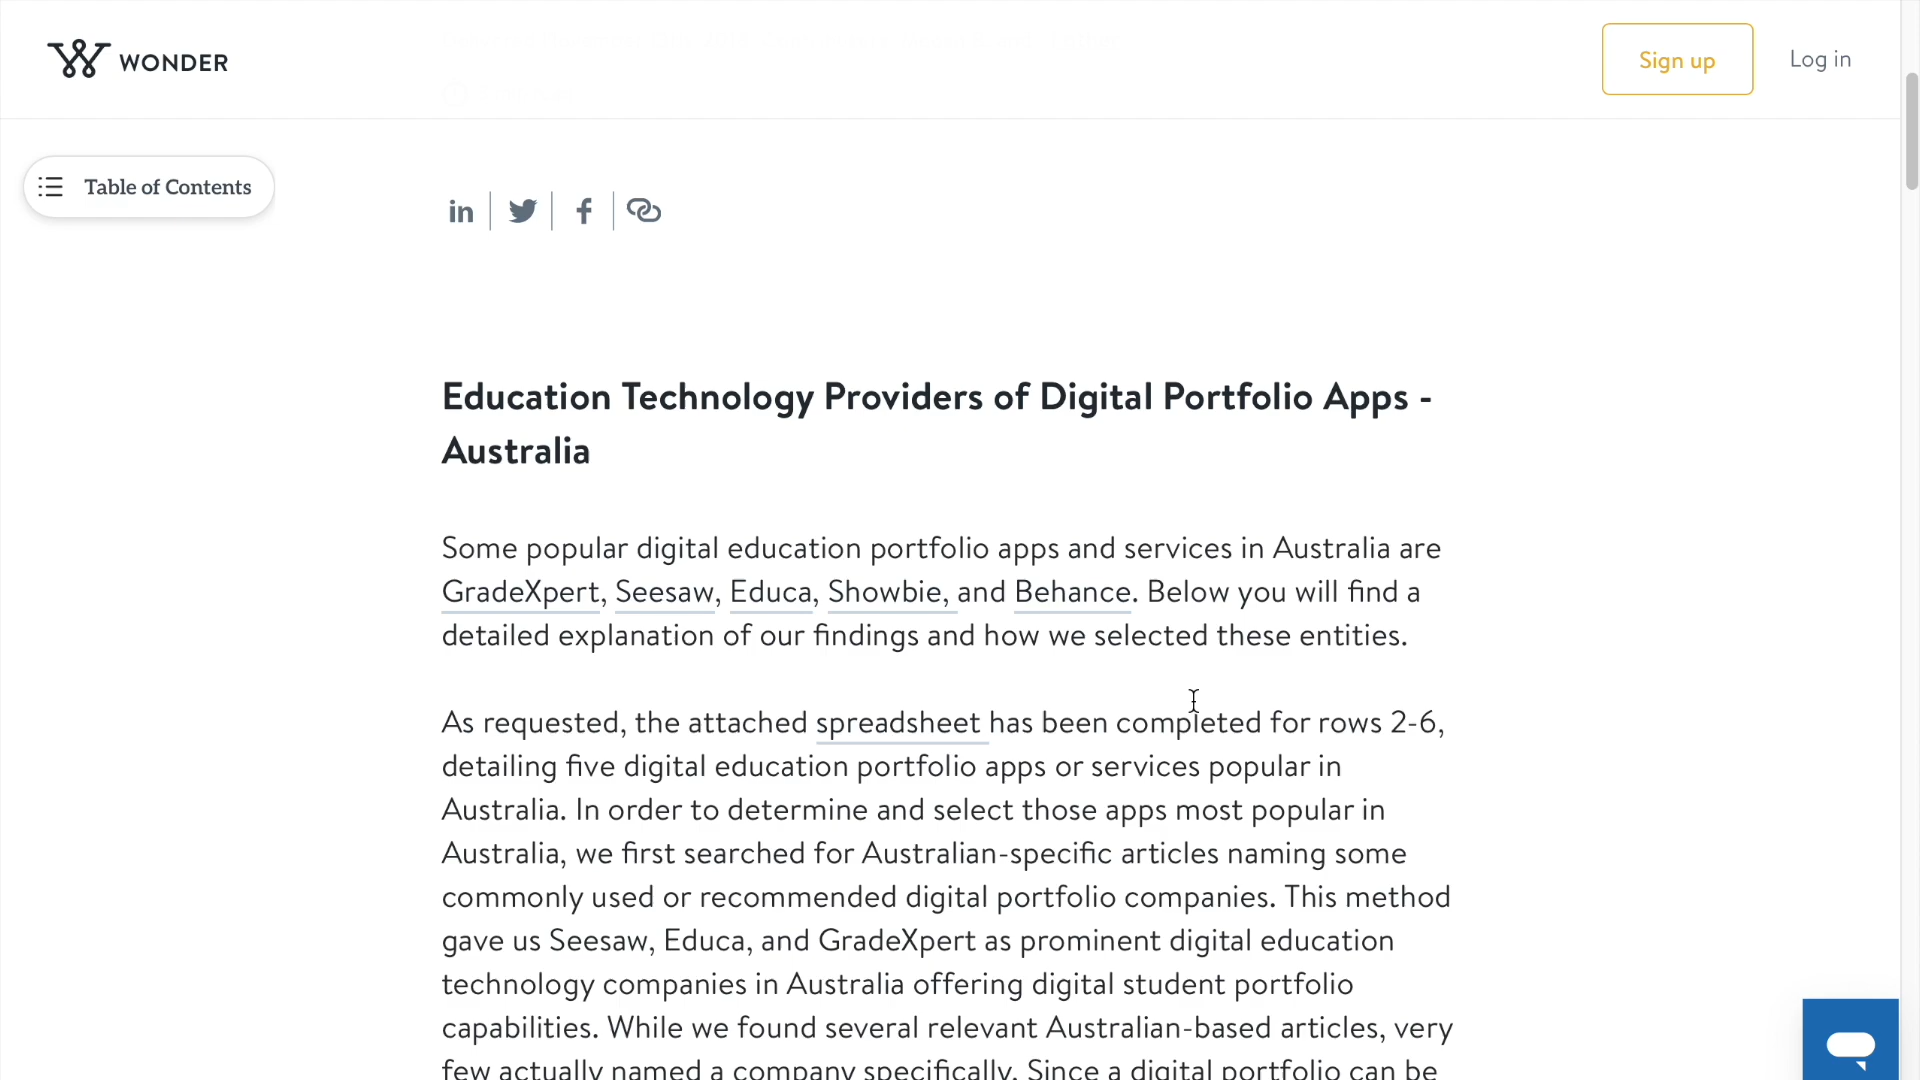 WONDER
Sign up
Log in
Table of Contents
Education Technology Providers of Digital Portfolio Apps -
Australia
Some popular digital education portfolio apps and services in Australia are
GradeXpert, Seesaw, Educa, Showbie, and Behance. Below you will find a
detailed explanation of our findings and how we selected these entities.
As requested, the attached spreadsheet has been completed for rows 2-6,
detailing five digital education portfolio apps or services popular in
Australia. In order to determine and select those apps most popular in
Australia, we first searched for Australian-specific articles naming some
commonly used or recommended digital portfolio companies. This method
gave us Seesaw, Educa, and GradeXpert as prominent digital education
technology companies in Australia offering digital student portfolio
capabilities. While we found several relevant Australian-based articles, very
few actually named a company specifically. Since a digital portfolio can be